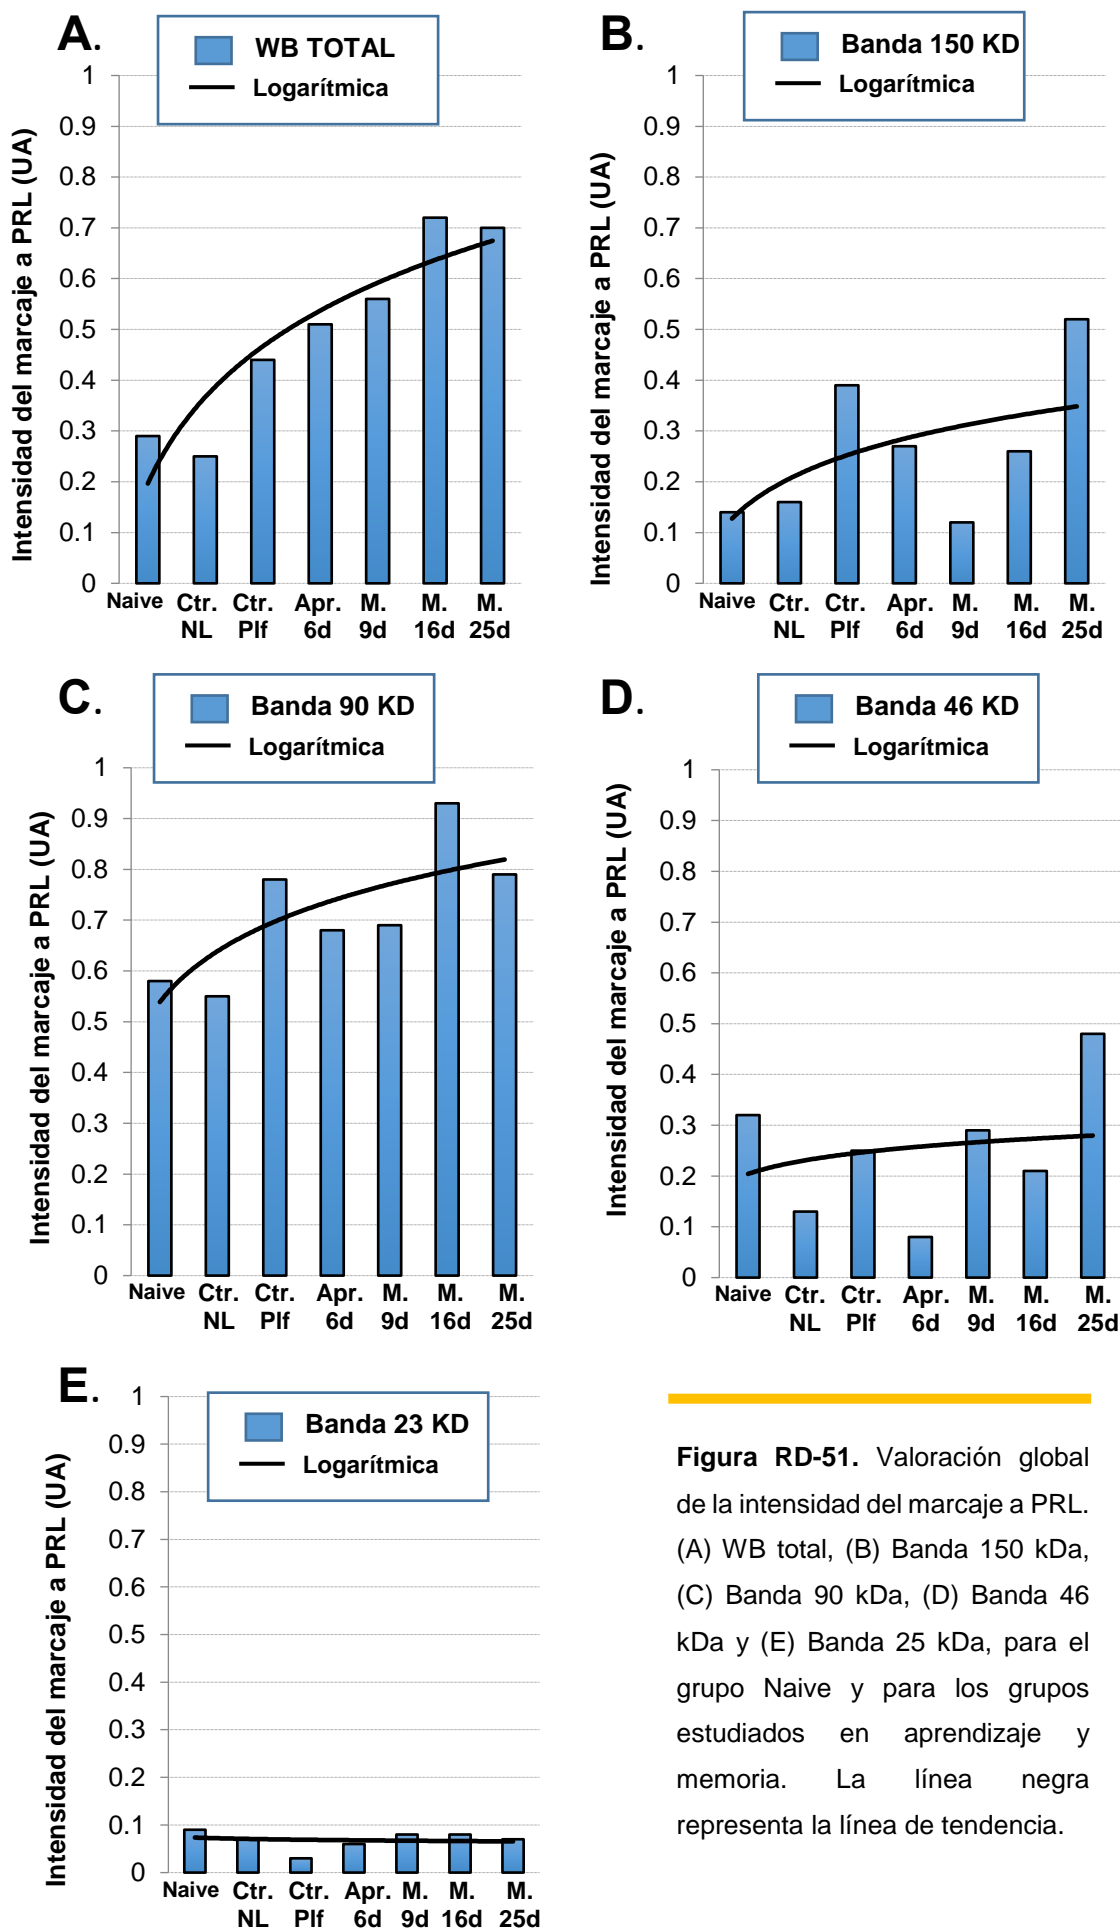 A.
WB TOTAL
Logarítmica
Intensidad del marcaje a PRL (UA)
1
0.9
0.8
0.7
0.6
0.5
0.4
0.3
0.2
0.1
0
Naive Ctr. Ctr. Apr. M. M. M.
NL Plf 6d 9d 16d 25d
B.
Banda 150 KD
Logarítmica
Intensidad del marcaje a PRL (UA)
1
0.9
0.8
0.7
0.6
0.5
0.4
0.3
0.2
0.1
0
Naive Ctr. Ctr. Apr. M. M. M.
NL Plf 6d 9d 16d 25d
C.
Banda 90 KD
Logarítmica
Intensidad del marcaje a PRL (UA)
1
0.9
0.8
0.7
0.6
0.5
0.4
0.3
0.2
0.1
0
Naive Ctr. Ctr. Apr. M. M. M.
NL Plf 6d 9d 16d 25d
D.
Banda 46 KD
Logarítmica
Intensidad del marcaje a PRL (UA)
1
0.9
0.8
0.7
0.6
0.5
0.4
0.3
0.2
0.1
0
Naive Ctr. Ctr. Apr. M. M. M.
NL Plf 6d 9d 16d 25d
E.
Banda 23 KD
Logarítmica
Intensidad del marcaje a PRL (UA)
1
0.9
0.8
0.7
0.6
0.5
0.4
0.3
0.2
0.1
0
Naive Ctr. Ctr. Apr. M. M. M.
NL Plf 6d 9d 16d 25d
Figura RD-51. Valoración global
de la intensidad del marcaje a PRL.
(A) WB total, (B) Banda 150 kDa,
(C) Banda 90 kDa, (D) Banda 46
kDa y (E) Banda 25 kDa, para el
grupo Naive y para los grupos
estudiados en aprendizaje y
memoria. La línea negra
representa la línea de tendencia.